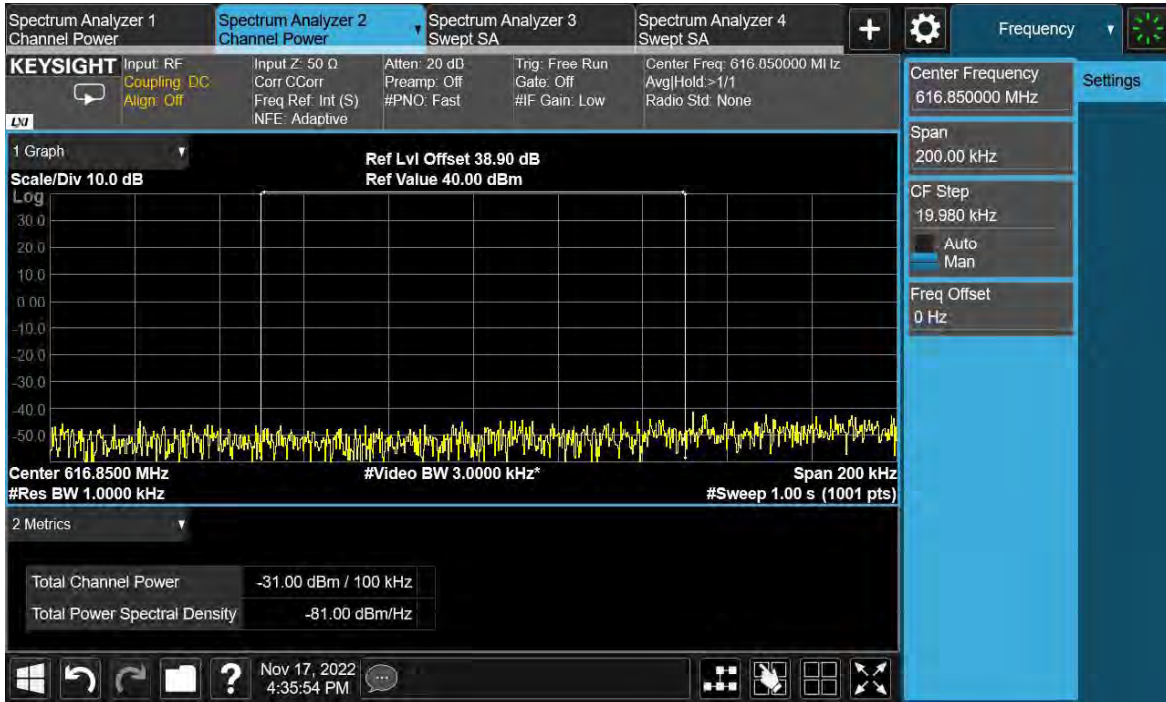 Spectrum Analyzer 1
Channel Power
Spectrum Analyzer 2
Channel Power
Spectrum Analyzer 3
Swept SA
Spectrum Analyzer 4
Swept SA
+
Frequency
KEYSIGHT
LXI
Input: RF
Coupling: DC
Align: Off
Input Z: 50 Ω
Corr CCorr
Freq Ref: Int (S)
NFE: Adaptive
Atten: 20 dB
Preamp: Off
#PNO: Fast
Trig: Free Run
Gate: Off
#IF Gain: Low
Center Freq: 616.850000 MHz
Avg|Hold:>1/1
Radio Std: None
Center Frequency
616.850000 MHz
Settings
Span
200.00 kHz
CF Step
19.980 kHz
Auto
Man
Freq Offset
0 Hz
1 Graph
Scale/Div 10.0 dB
Ref Lvl Offset 38.90 dB
Ref Value 40.00 dBm
Log
30.0
20.0
10.0
0.00
-10.0
-20.0
-30.0
-40.0
-50.0
Center 616.8500 MHz
#Video BW 3.0000 kHz*
Span 200 kHz
#Res BW 1.0000 kHz
#Sweep 1.00 s (1001 pts)
2 Metrics
Total Channel Power
-31.00 dBm / 100 kHz
Total Power Spectral Density
-81.00 dBm/Hz
?
Nov 17, 2022
4:35:54 PM